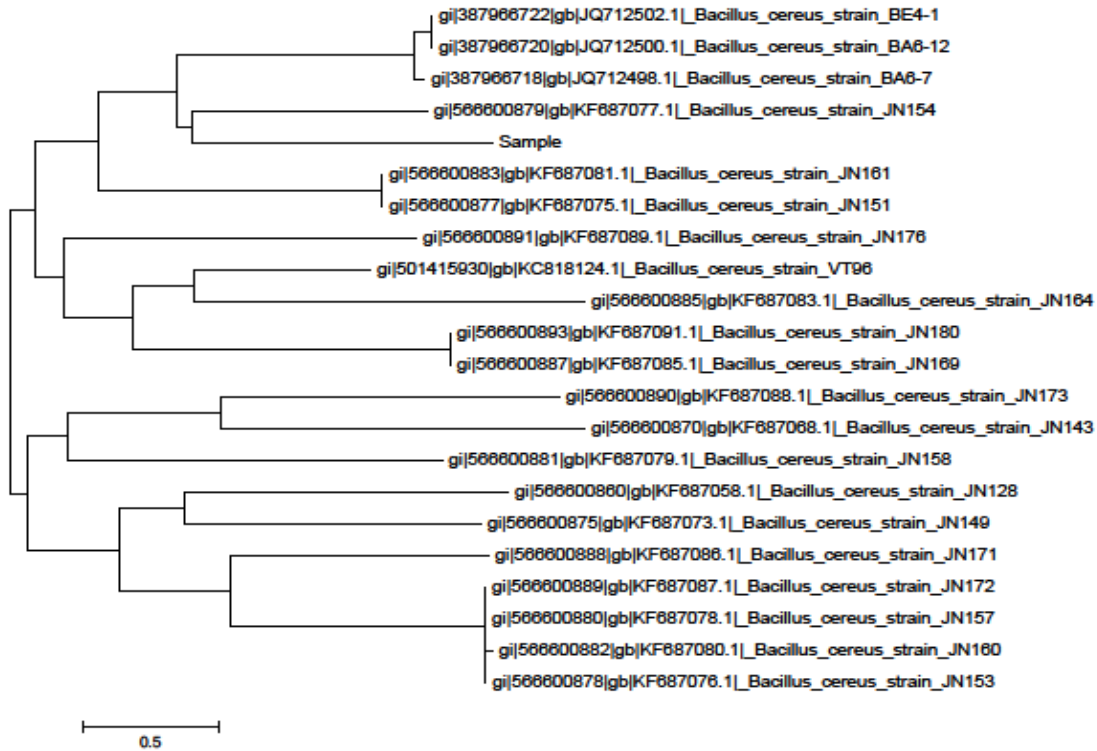 gi|387966722|gb|JQ712502.1|_Bacillus_cereus_strain_BE4-1
gi|387966720|gb|JQ712500.1|_Bacillus_cereus_strain_BA6-12
gi|387966718|gb|JQ712498.1|_Bacillus_cereus_strain_BA6-7
gi|566600879|gb|KF687077.1|_Bacillus_cereus_strain_JN154
Sample
gi|566600883|gb|KF687081.1|_Bacillus_cereus_strain_JN161
gi|566600877|gb|KF687075.1|_Bacillus_cereus_strain_JN151
gi|566600891|gb|KF687089.1|_Bacillus_cereus_strain_JN176
gi|501415930|gb|KC818124.1|_Bacillus_cereus_strain_VT96
gi|566600885|gb|KF687083.1|_Bacillus_cereus_strain_JN164
gi|566600893|gb|KF687091.1|_Bacillus_cereus_strain_JN180
gi|566600887|gb|KF687085.1|_Bacillus_cereus_strain_JN169
gi|566600890|gb|KF687088.1|_Bacillus_cereus_strain_JN173
gi|566600870|gb|KF687068.1|_Bacillus_cereus_strain_JN143
gi|566600881|gb|KF687079.1|_Bacillus_cereus_strain_JN158
gi|566600860|gb|KF687058.1|_Bacillus_cereus_strain_JN128
gi|566600875|gb|KF687073.1|_Bacillus_cereus_strain_JN149
gi|566600888|gb|KF687086.1|_Bacillus_cereus_strain_JN171
gi|566600889|gb|KF687087.1|_Bacillus_cereus_strain_JN172
gi|566600880|gb|KF687078.1|_Bacillus_cereus_strain_JN157
gi|566600882|gb|KF687080.1|_Bacillus_cereus_strain_JN160
gi|566600878|gb|KF687076.1|_Bacillus_cereus_strain_JN153
0.5